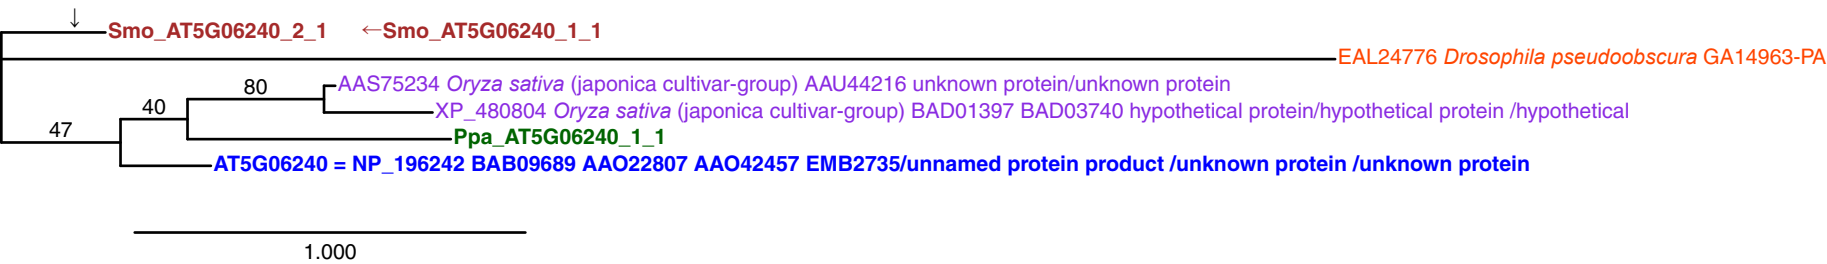 ↓
Smo_AT5G06240_2_1 ←Smo_AT5G06240_1_1
EAL24776 Drosophila pseudoobscura GA14963-PA
80 AAS75234 Oryza sativa (japonica cultivar-group) AAU44216 unknown protein/unknown protein
40 XP_480804 Oryza sativa (japonica cultivar-group) BAD01397 BAD03740 hypothetical protein/hypothetical protein /hypothetical
47 Ppa_AT5G06240_1_1
AT5G06240 = NP_196242 BAB09689 AAO22807 AAO42457 EMB2735/unnamed protein product /unknown protein /unknown protein
1.000